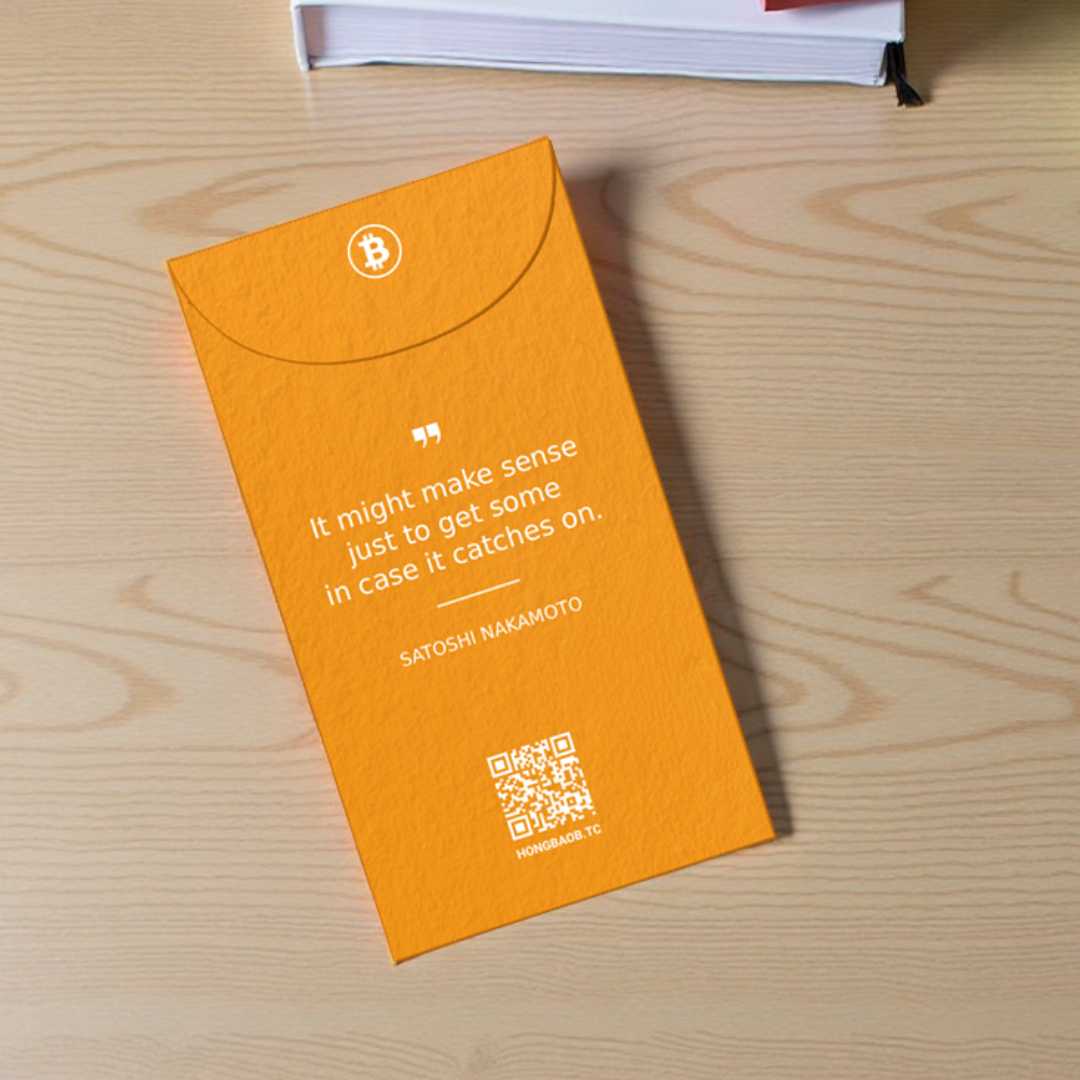 ❞
It might make sense
just to get some
in case it catches on.
SATOSHI NAKAMOTO
HONGBAOB.TC